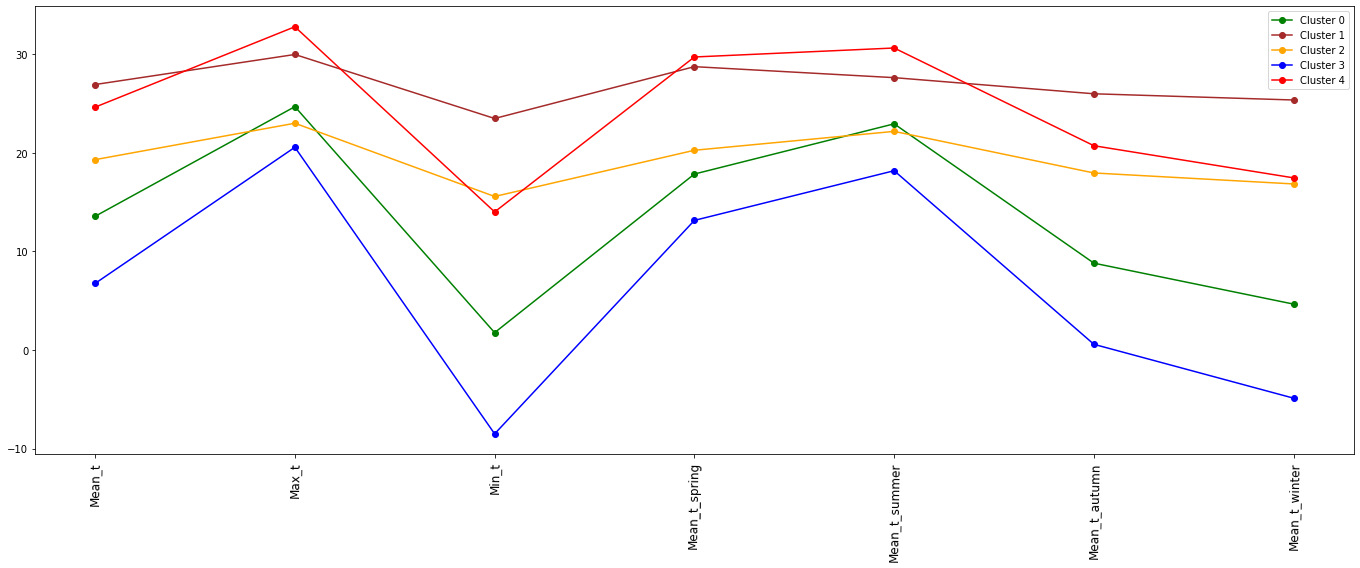 30
20
10
0
−10
Cluster 0
Cluster 1
Cluster 2
Cluster 3
Cluster 4
Mean_t
Max_t
Min_t
Mean_t_spring
Mean_t_summer
Mean_t_autumn
Mean_t_winter